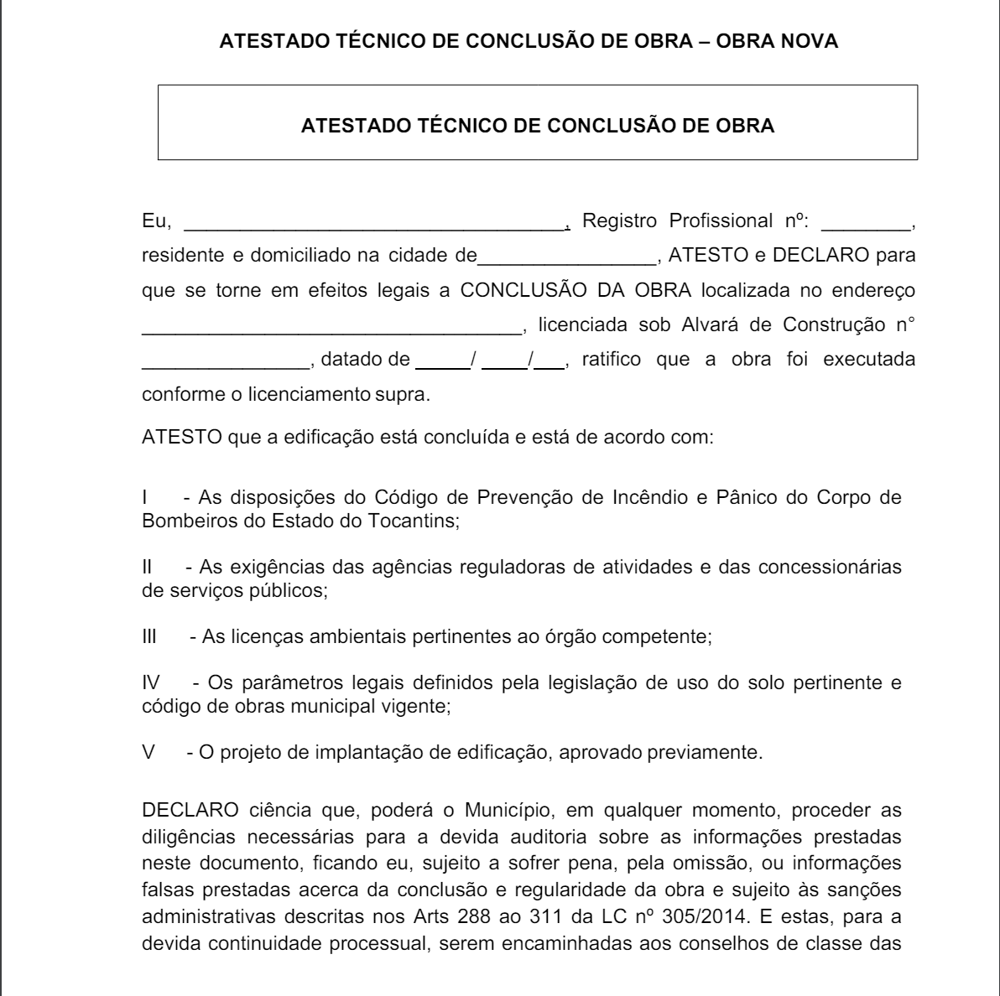 ATESTADO TÉCNICO DE CONCLUSÃO DE OBRA – OBRA NOVA
ATESTADO TÉCNICO DE CONCLUSÃO DE OBRA
Eu, __________________________________, Registro Profissional nº: ________,
residente e domiciliado na cidade de________________, ATESTO e DECLARO para
que se torne em efeitos legais a CONCLUSÃO DA OBRA localizada no endereço
__________________________________, licenciada sob Alvará de Construção n°
_______________, datado de _____/ ____/___, ratifico que a obra foi executada
conforme o licenciamento supra.
ATESTO que a edificação está concluída e está de acordo com:
I - As disposições do Código de Prevenção de Incêndio e Pânico do Corpo de
Bombeiros do Estado do Tocantins;
II - As exigências das agências reguladoras de atividades e das concessionárias
de serviços públicos;
III - As licenças ambientais pertinentes ao órgão competente;
IV - Os parâmetros legais definidos pela legislação de uso do solo pertinente e
código de obras municipal vigente;
V - O projeto de implantação de edificação, aprovado previamente.
DECLARO ciência que, poderá o Município, em qualquer momento, proceder as
diligências necessárias para a devida auditoria sobre as informações prestadas
neste documento, ficando eu, sujeito a sofrer pena, pela omissão, ou informações
falsas prestadas acerca da conclusão e regularidade da obra e sujeito às sanções
administrativas descritas nos Arts 288 ao 311 da LC nº 305/2014. E estas, para a
devida continuidade processual, serem encaminhadas aos conselhos de classe das